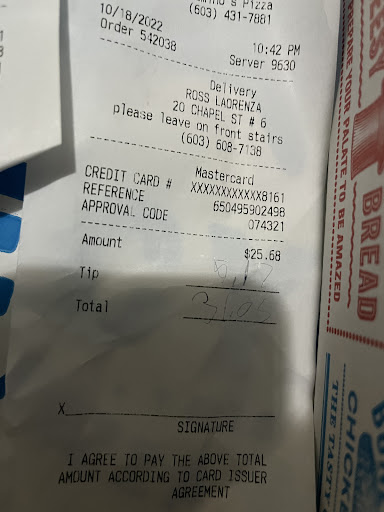 (603) 431-7881
10/18/2022 10:42 PM
Order 542038 Server 9630
Delivery
ROSS LAORENZA
20 CHAPEL ST # 6
please leave on front stairs
(603) 608-7138
CREDIT CARD # Mastercard
XXXXXXXXXXXX8161
REFERENCE 650495902498
APPROVAL CODE 074321
Amount $25.68
Tip
Total
X
SIGNATURE
I AGREE TO PAY THE ABOVE TOTAL
AMOUNT ACCORDING TO CARD ISSUER
AGREEMENT
YOUR PALATE TO BE AMAZED
BREAD
CHICKE
THE TASTY